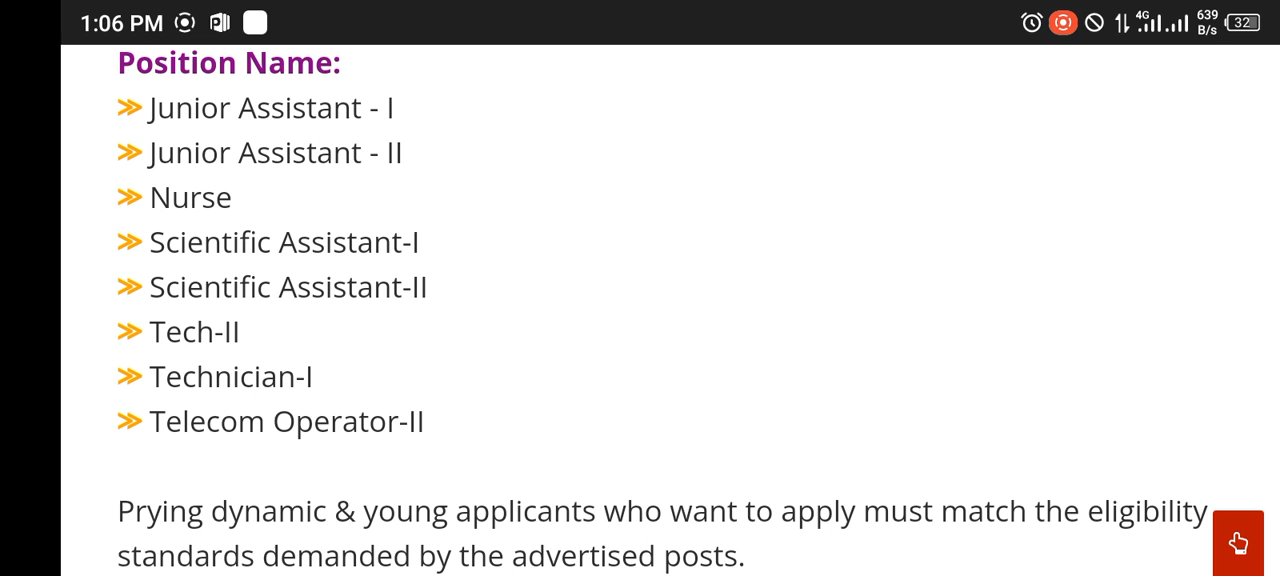 1:06 PM
4G
639
B/s
32
Position Name:
Junior Assistant - I
Junior Assistant - II
Nurse
Scientific Assistant-I
Scientific Assistant-II
Tech-II
Technician-I
Telecom Operator-II
Prying dynamic & young applicants who want to apply must match the eligibility
standards demanded by the advertised posts.